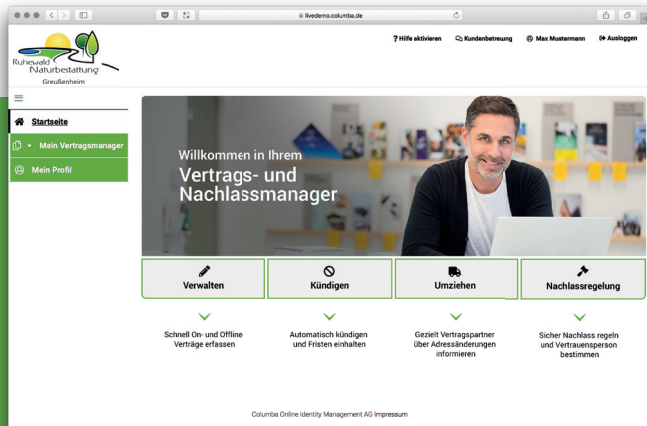 livedemo.columba.de
Ruhewald
Naturbestattung
Greußenheim
? Hilfe aktivieren
Kundenbetreuung
Max Mustermann
Ausloggen
Startseite
Mein Vertragsmanager
Mein Profil
Willkommen in Ihrem
Vertrags- und
Nachlassmanager
Verwalten
Kündigen
Umziehen
Nachlassregelung
Schnell On- und Offline
Verträge erfassen
Automatisch kündigen
und Fristen einhalten
Gezielt Vertragspartner
über Adressänderungen
informieren
Sicher Nachlass regeln
und Vertrauensperson
bestimmen
Columba Online Identity Management AG Impressum